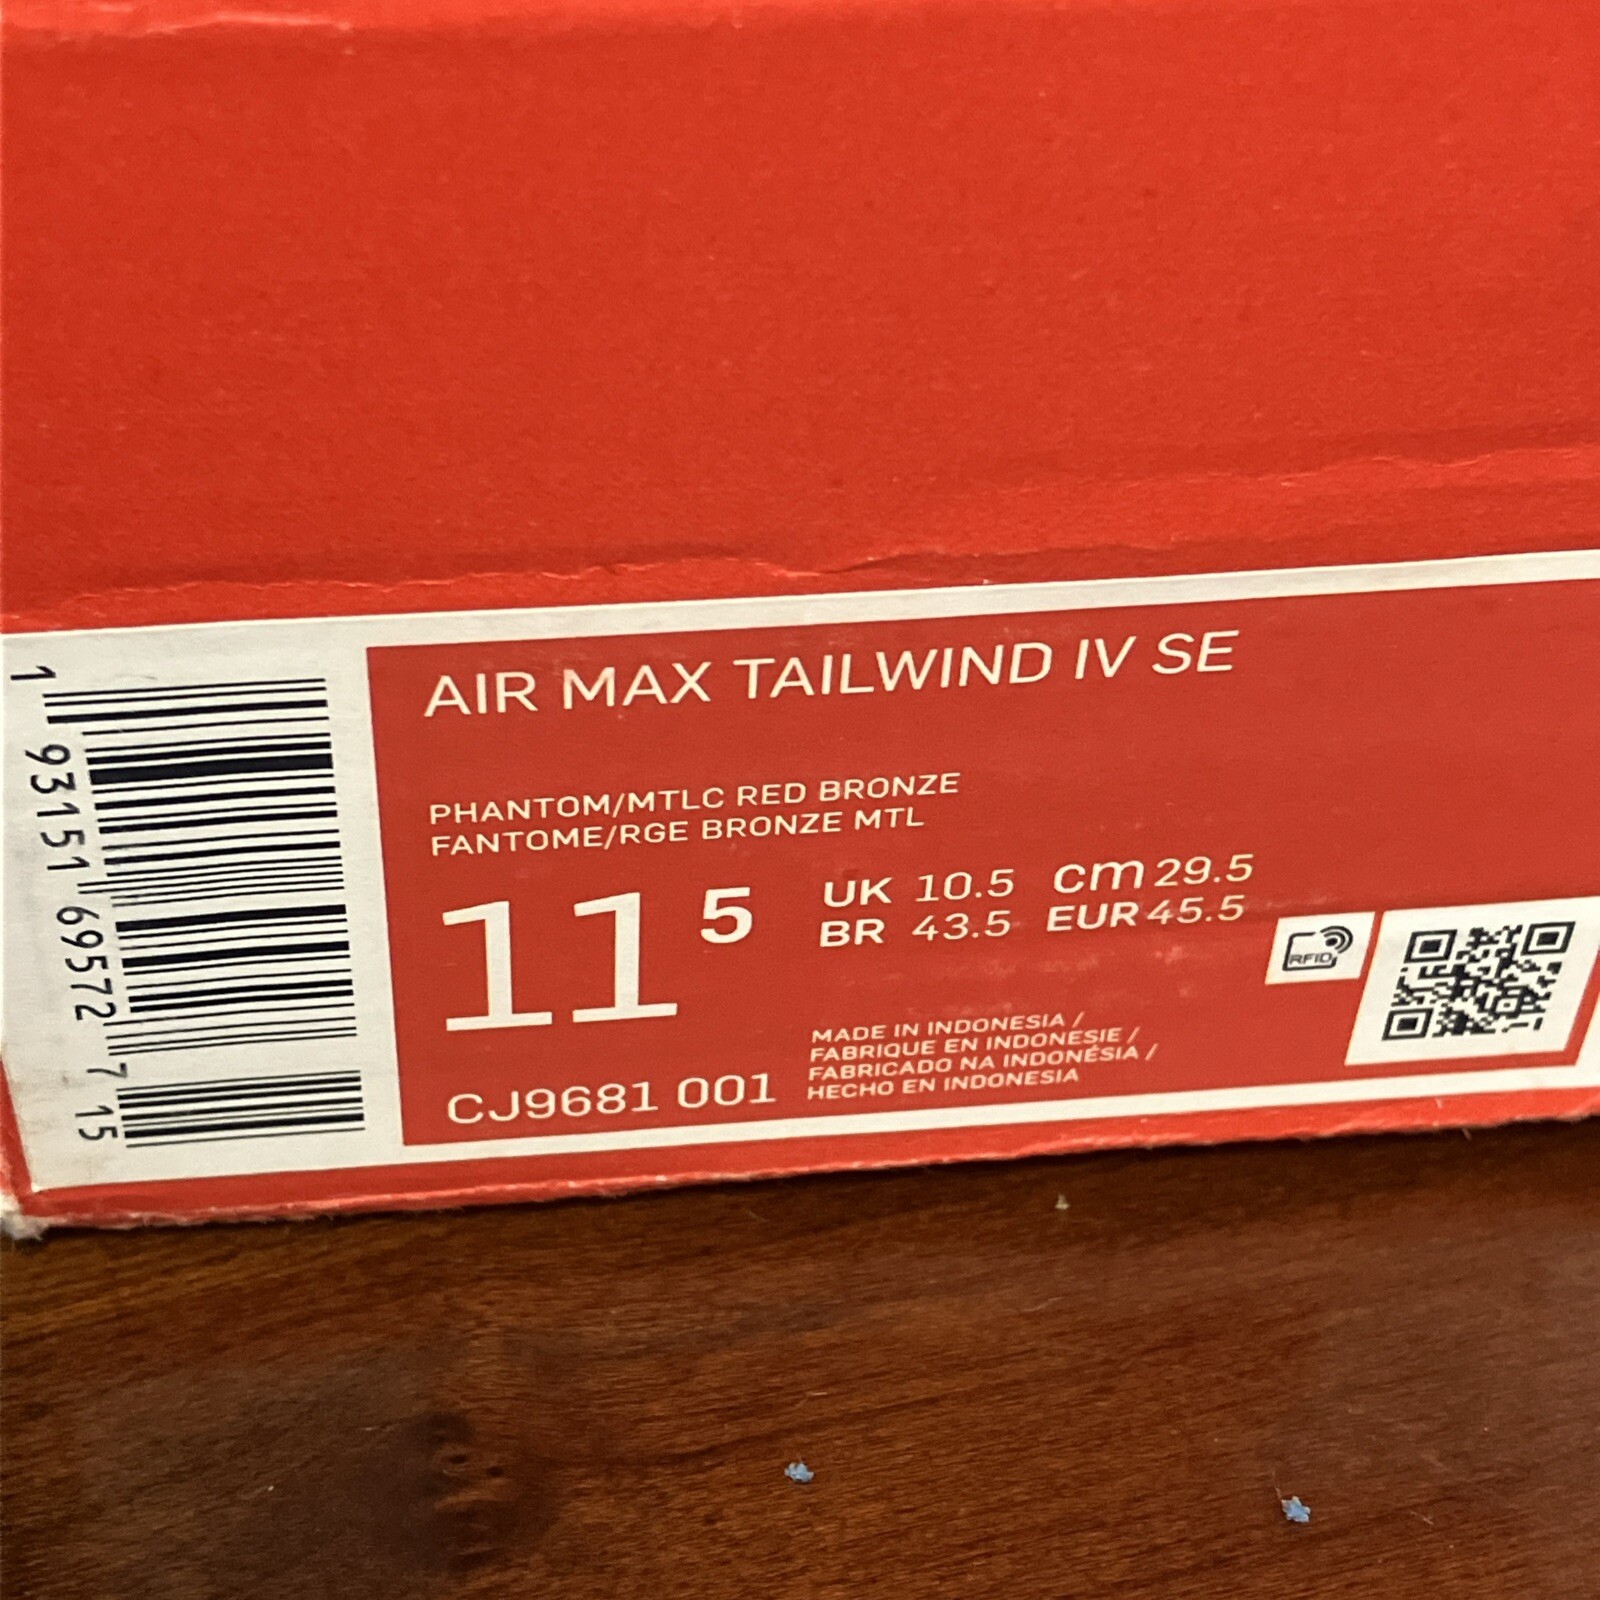 AIR MAX TAILWIND IV SE
PHANTOM/MTLC RED BRONZE
FANTOME/RGE BRONZE MTL
11 5
UK 10.5 cm 29.5
BR 43.5 EUR 45.5
CJ9681 001
MADE IN INDONESIA /
FABRIQUE EN INDONESIE /
FABRICADO NA INDONÉSIA /
HECHO EN INDONESIA
RFID
1 93151 69572 7 15